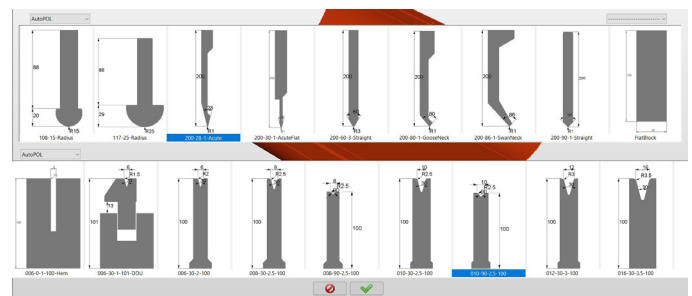 AutoPOL
88
20
R15
108-15-Radius
88
29
R25
117-25-Radius
200
28
R1
200-28-1-Acute
200-30-1-AcuteFlat
200
60
R3
200-60-3-Straight
200
80
R1
200-80-1-GooseNeck
200
86
R1
200-86-1-SwanNeck
200
R1
200-90-1-Straight
FlatBlock
AutoPOL
006-0-1-100-Hem
6
R1.5
13
101
006-30-1-101-DDU
6
R2
100
006-30-2-100
8
R2.5
100
008-30-2.5-100
8
R2.5
100
008-90-2.5-100
10
R2.5
30
100
010-30-2.5-100
10
R2.5
100
010-90-2.5-100
12
R3
30
100
012-30-3-100
16
R3.5
30
100
016-30-3.5-100